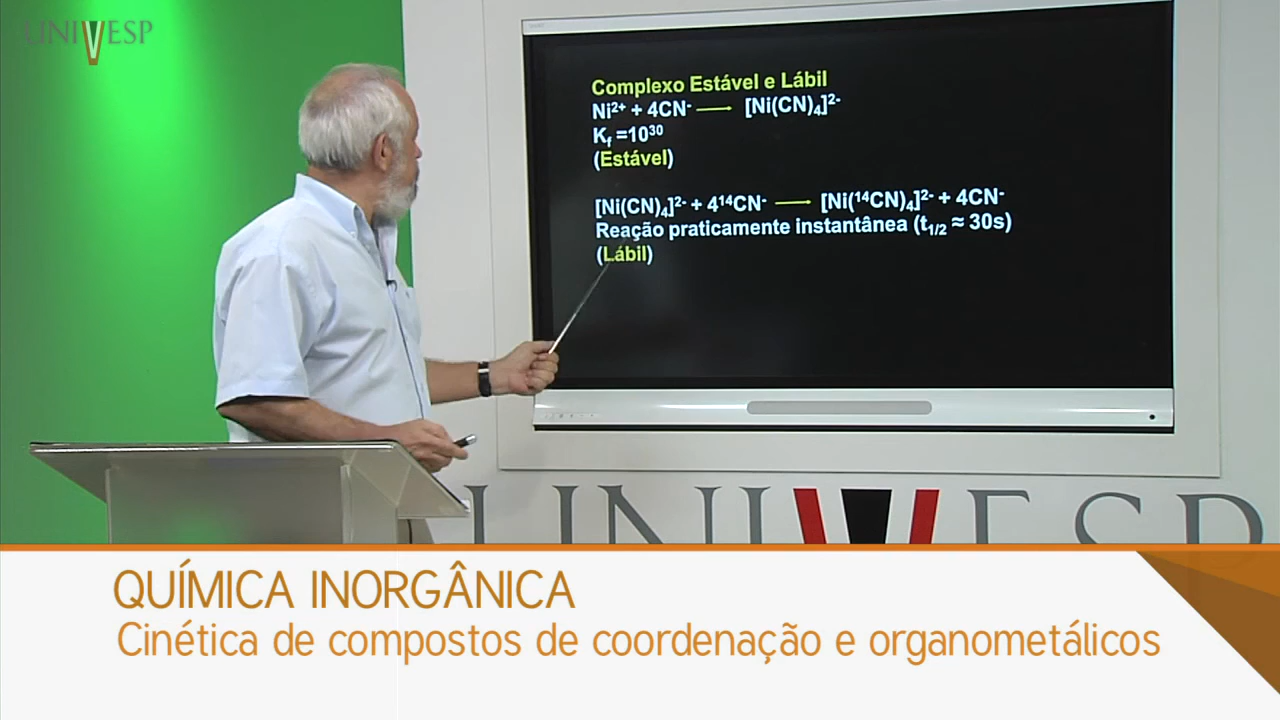 UNIVESP
Complexo Estável e Lábil
Ni²⁺ + 4CN⁻ ⟶ [Ni(CN)₄]²⁻
K_f =10³⁰
(Estável)
[Ni(CN)₄]²⁻ + 4¹⁴CN⁻ ⟶ [Ni(¹⁴CN)₄]²⁻ + 4CN⁻
Reação praticamente instantânea (t₁/₂ ≈ 30s)
(Lábil)
UNIVESP
QUÍMICA INORGÂNICA
Cinética de compostos de coordenação e organometálicos